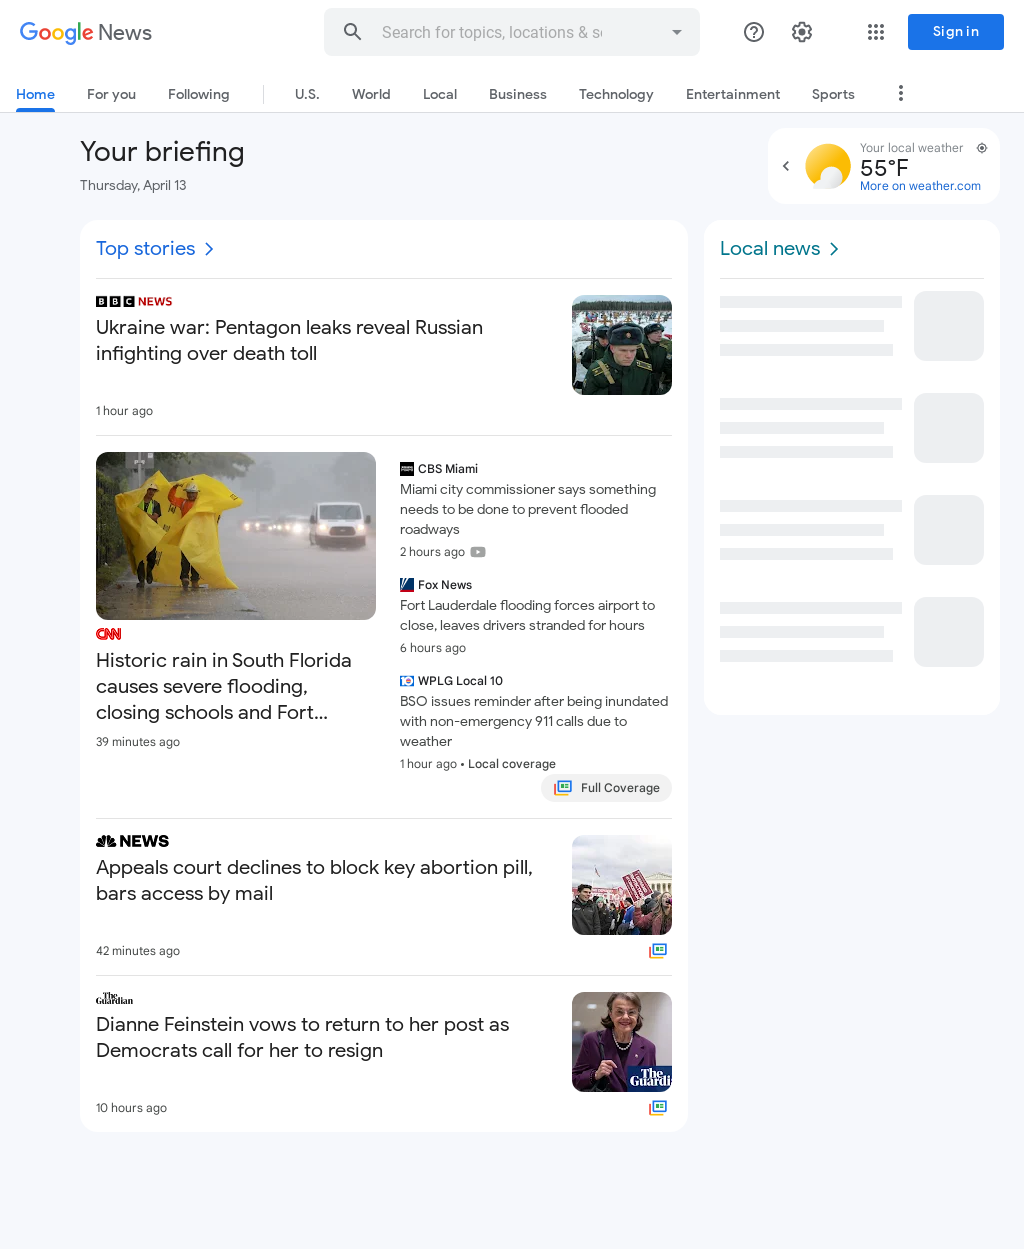 Google News
Search for topics, locations & s
Sign in
Home
For you
Following
U.S.
World
Local
Business
Technology
Entertainment
Sports
Your briefing
Thursday, April 13
Your local weather
55°F
More on weather.com
Top stories
BBC NEWS
Ukraine war: Pentagon leaks reveal Russian
infighting over death toll
1 hour ago
CNN
Historic rain in South Florida
causes severe flooding,
closing schools and Fort...
39 minutes ago
CBS Miami
Miami city commissioner says something
needs to be done to prevent flooded
roadways
2 hours ago
Fox News
Fort Lauderdale flooding forces airport to
close, leaves drivers stranded for hours
6 hours ago
WPLG Local 10
BSO issues reminder after being inundated
with non-emergency 911 calls due to
weather
1 hour ago • Local coverage
Full Coverage
NEWS
Appeals court declines to block key abortion pill,
bars access by mail
42 minutes ago
The
Guardian
Dianne Feinstein vows to return to her post as
Democrats call for her to resign
The
Guardi
10 hours ago
Local news